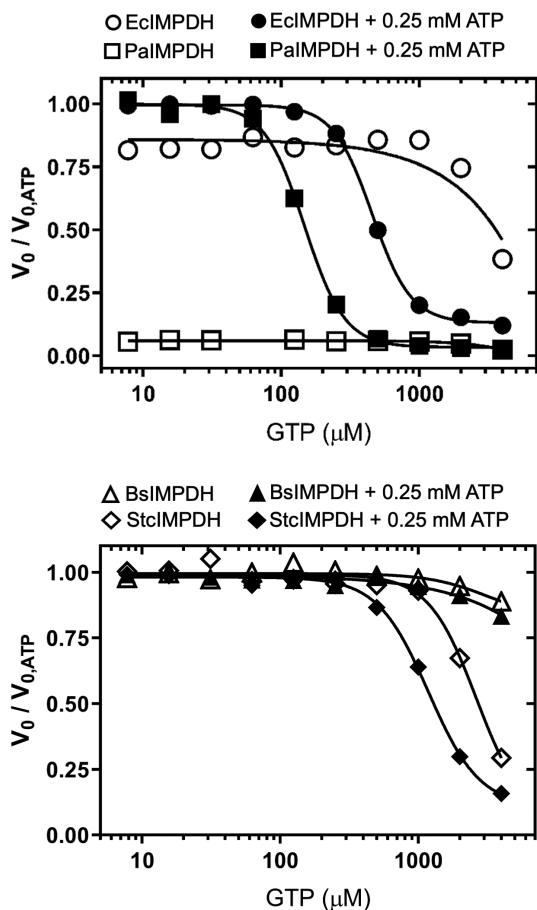 ○ EcIMPDH ● EcIMPDH + 0.25 mM ATP
□ PaIMPDH ■ PaIMPDH + 0.25 mM ATP
1.00
0.75
0.50
0.25
0.00
V0 / V0,ATP
10 100 1000
GTP (μM)
△ BsIMPDH ▲ BsIMPDH + 0.25 mM ATP
◇ StcIMPDH ◆ StcIMPDH + 0.25 mM ATP
1.00
0.75
0.50
0.25
0.00
V0 / V0,ATP
10 100 1000
GTP (μM)